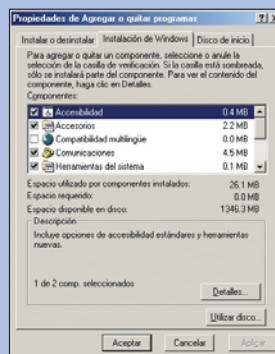 Propiedades de Agregar o quitar programas
Instalar o desinstalar
Instalación de Windows
Disco de inicio
Para agregar o quitar un componente, seleccione o anule la
selección de la casilla de verificación. Si la casilla está sombreada,
sólo se instalará parte del componente. Para ver el contenido del
componente, haga clic en Detalles.
Componentes:
Accesibilidad 0.4 MB
Accesorios 2.2 MB
Compatibilidad multilingüe 0.0 MB
Comunicaciones 4.5 MB
Herramientas del sistema 0.1 MB
Espacio utilizado por componentes instalados: 26.1 MB
Espacio requerido: 0.0 MB
Espacio disponible en disco: 1346.3 MB
Descripción
Incluye opciones de accesibilidad estándares y herramientas
nuevas.
1 de 2 comp. seleccionados
Detalles...
Utilizar disco...
Aceptar
Cancelar
Aplicar